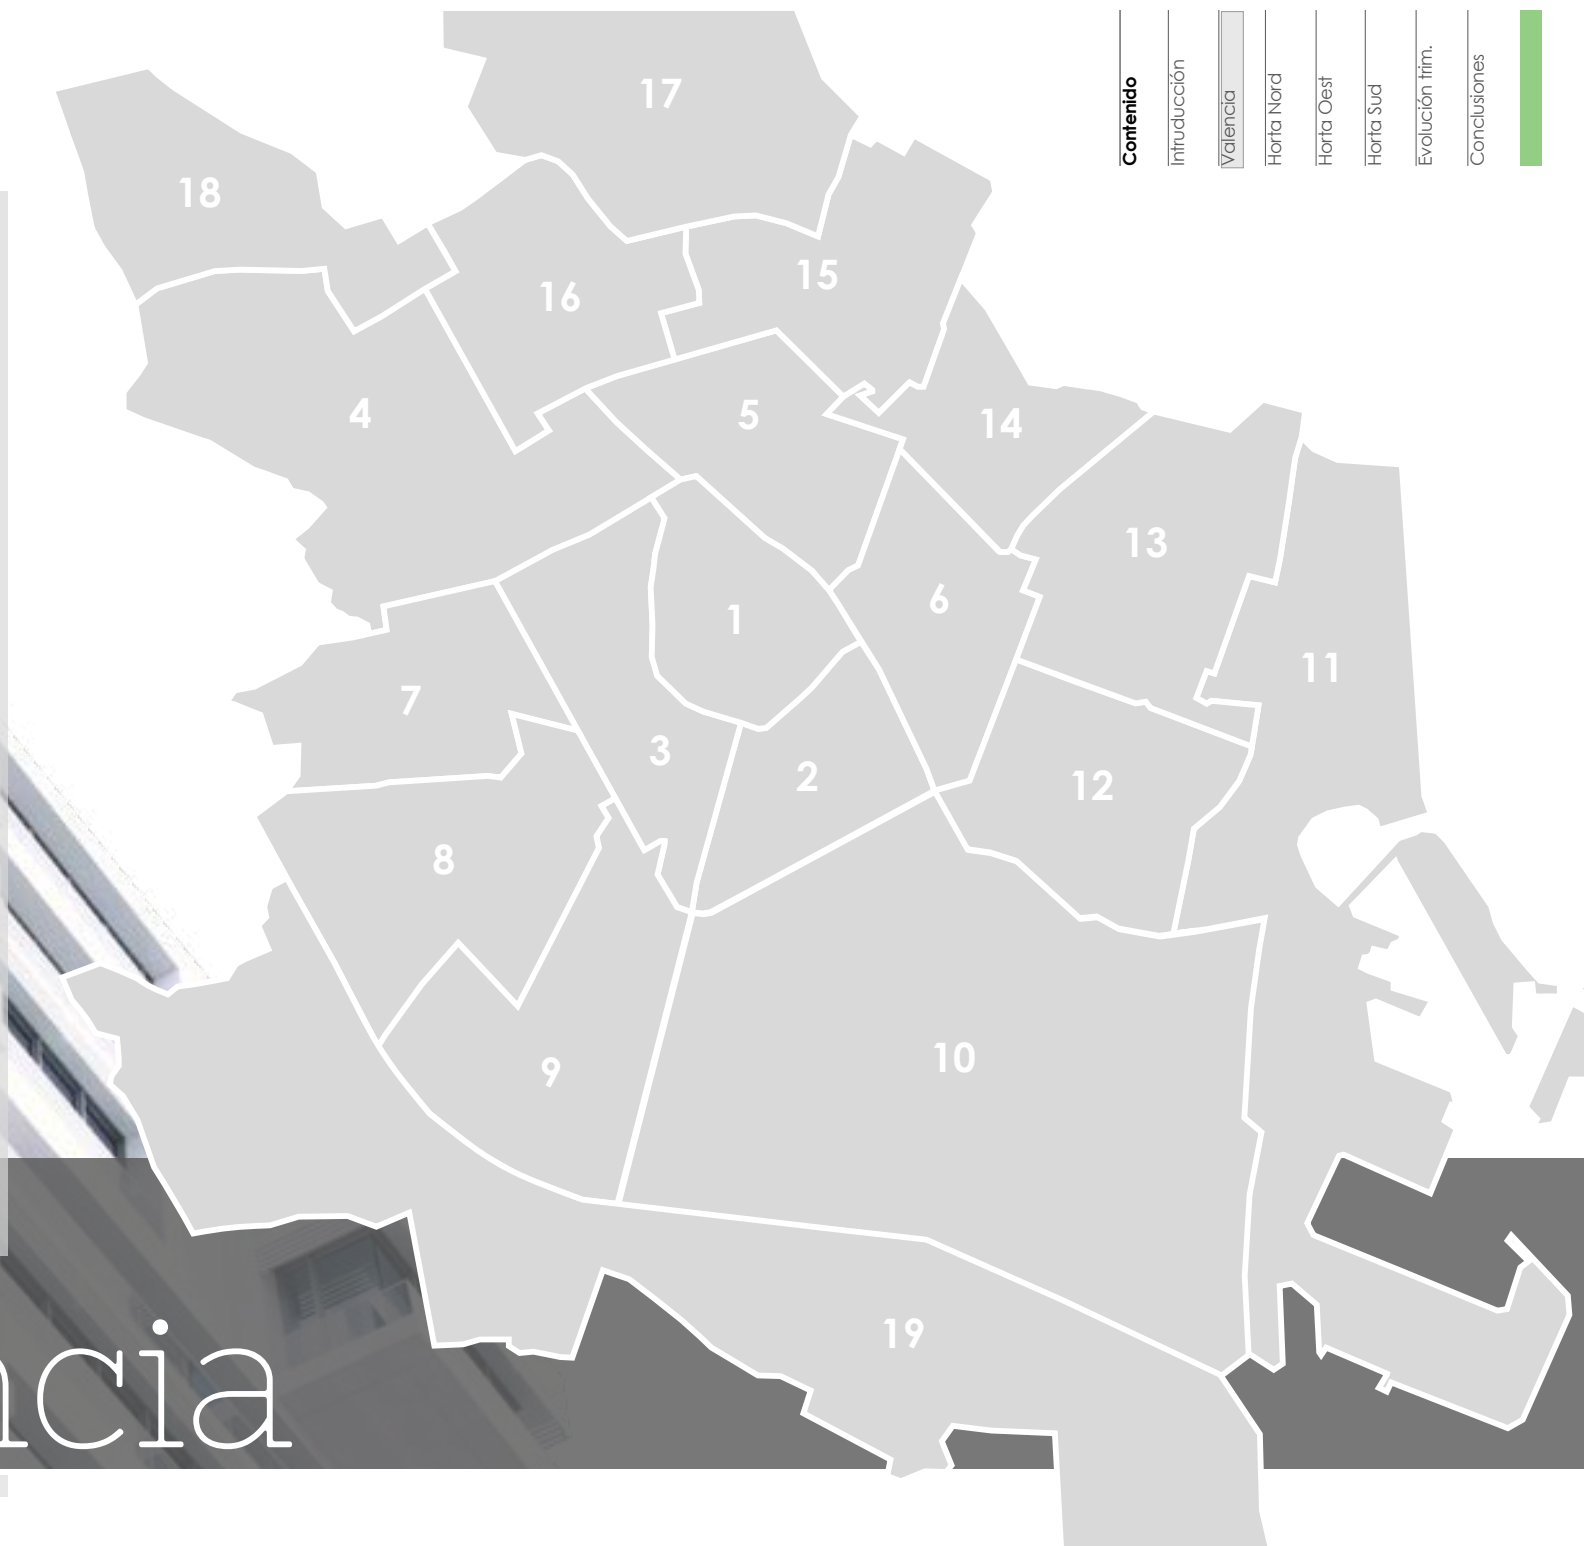 Contenido
Intruducción
Valencia
Horta Nord
Horta Oest
Horta Sud
Evolución trim.
Conclusiones
17
18
15
16
4
5
14
13
6
1
11
7
3
2
12
8
10
9
19
ncia